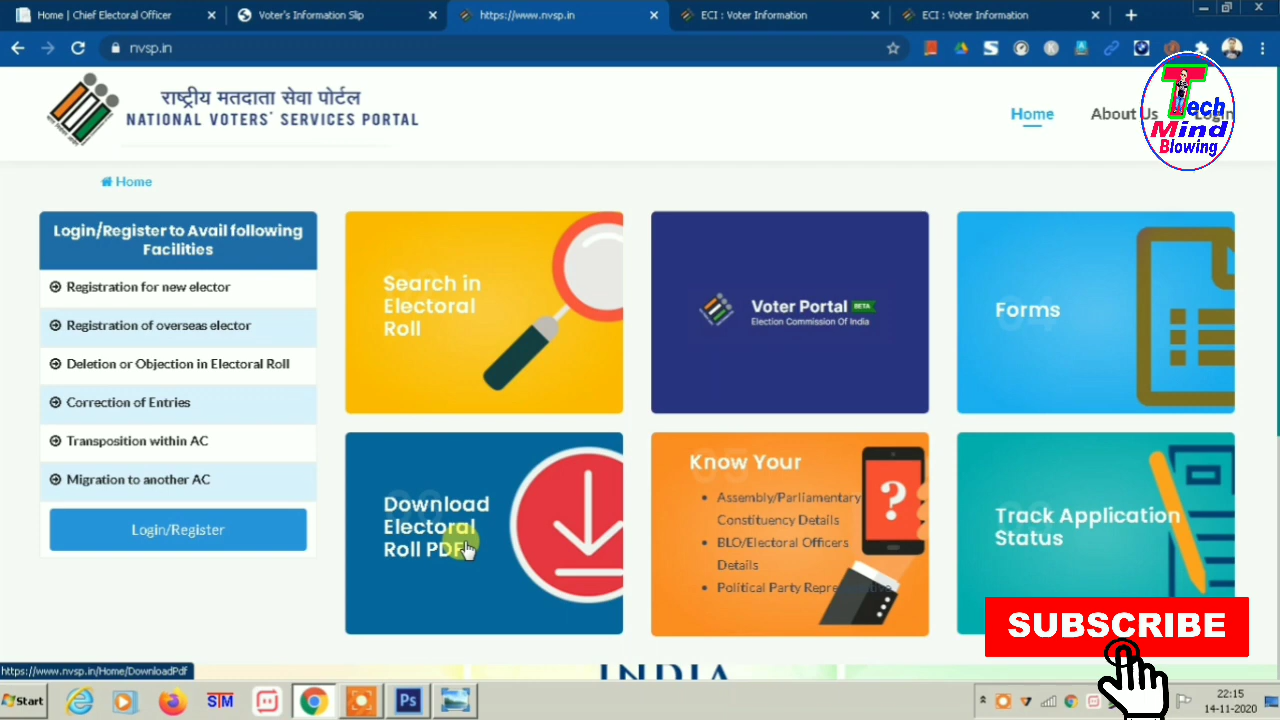 Home | Chief Electoral Officer
Voter's Information Slip
https://www.nvsp.in
ECI : Voter Information
ECI : Voter Information
nvsp.in
राष्ट्रीय मतदाता सेवा पोर्टल
NATIONAL VOTERS' SERVICES PORTAL
Home
About Us
Login
Tech
Mind
Blowing
Home
Login/Register to Avail following
Facilities
Registration for new elector
Registration of overseas elector
Deletion or Objection in Electoral Roll
Correction of Entries
Transposition within AC
Migration to another AC
Login/Register
Search in
Electoral
Roll
Voter Portal BETA
Election Commission Of India
Forms
Download
Electoral
Roll PDF
Know Your
Assembly/Parliamentary
Constituency Details
BLO/Electoral Officers
Details
Political Party Representative
Track Application
Status
SUBSCRIBE
INDIA
https://www.nvsp.in/Home/DownloadPdf
Start
STM
Ps
22:15
14-11-2020